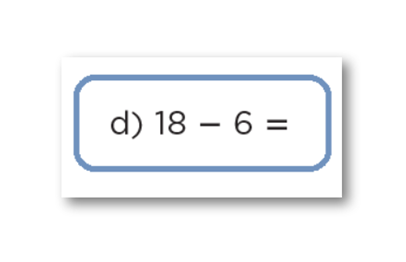 d) 18 − 6 =